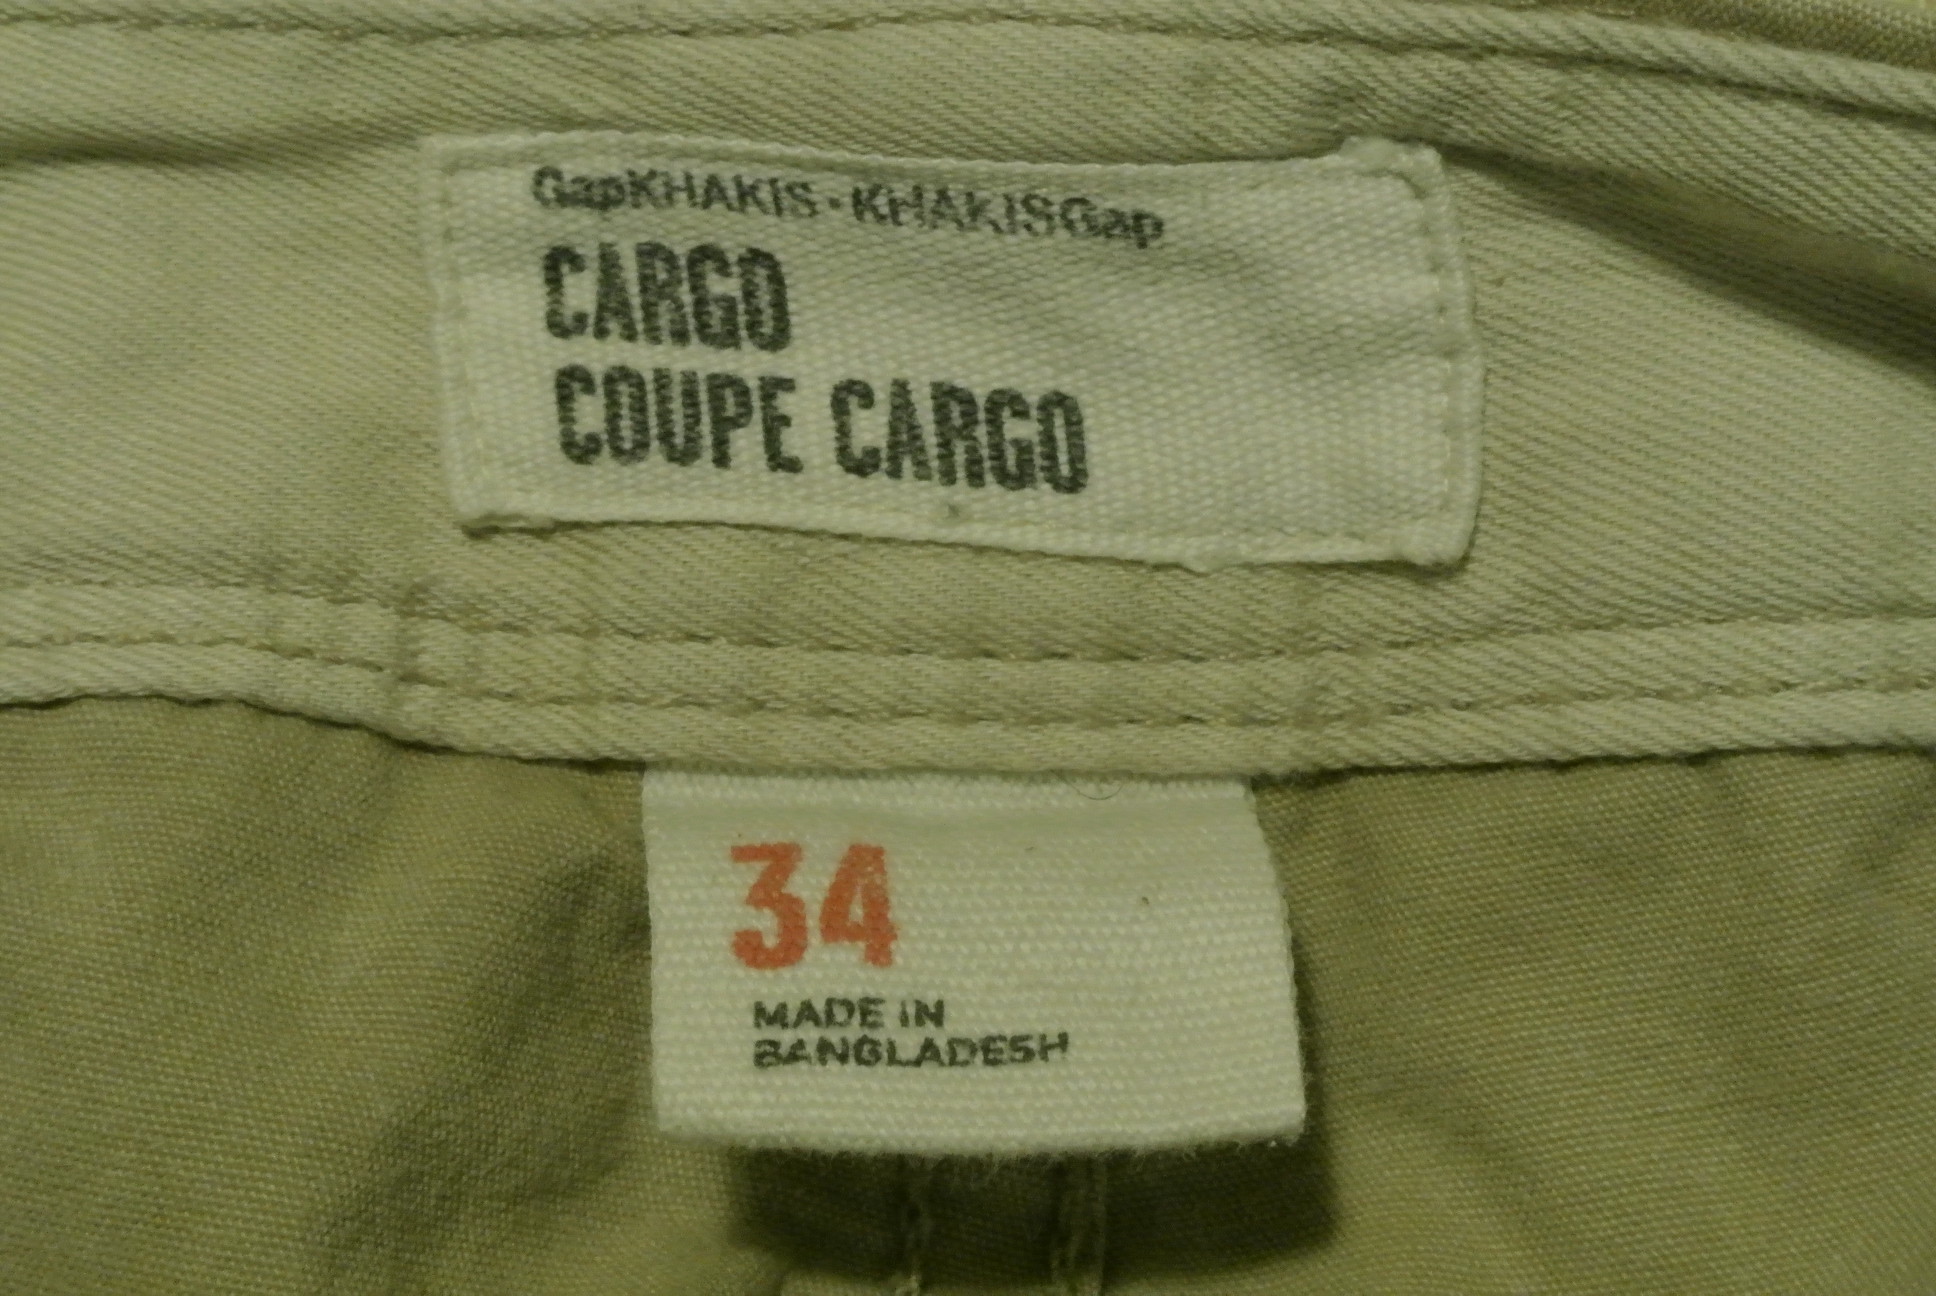 GapKHAKIS · KHAKISGap
CARGO
COUPE CARGO
34
MADE IN
BANGLADESH